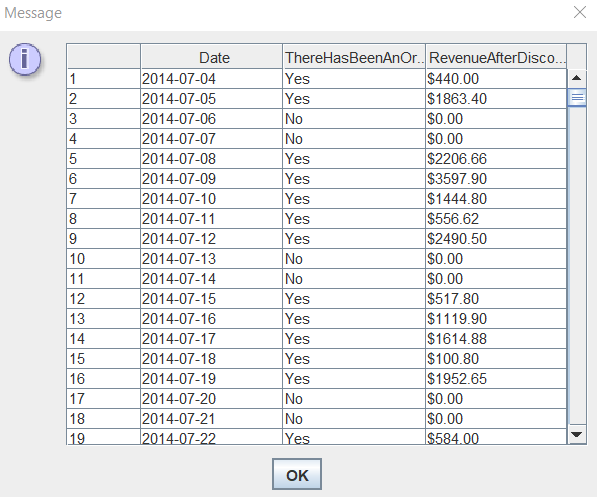 Message
Date ThereHasBeenAnOr... RevenueAfterDisco...
1 2014-07-04 Yes $440.00
2 2014-07-05 Yes $1863.40
3 2014-07-06 No $0.00
4 2014-07-07 No $0.00
5 2014-07-08 Yes $2206.66
6 2014-07-09 Yes $3597.90
7 2014-07-10 Yes $1444.80
8 2014-07-11 Yes $556.62
9 2014-07-12 Yes $2490.50
10 2014-07-13 No $0.00
11 2014-07-14 No $0.00
12 2014-07-15 Yes $517.80
13 2014-07-16 Yes $1119.90
14 2014-07-17 Yes $1614.88
15 2014-07-18 Yes $100.80
16 2014-07-19 Yes $1952.65
17 2014-07-20 No $0.00
18 2014-07-21 No $0.00
19 2014-07-22 Yes $584.00
OK